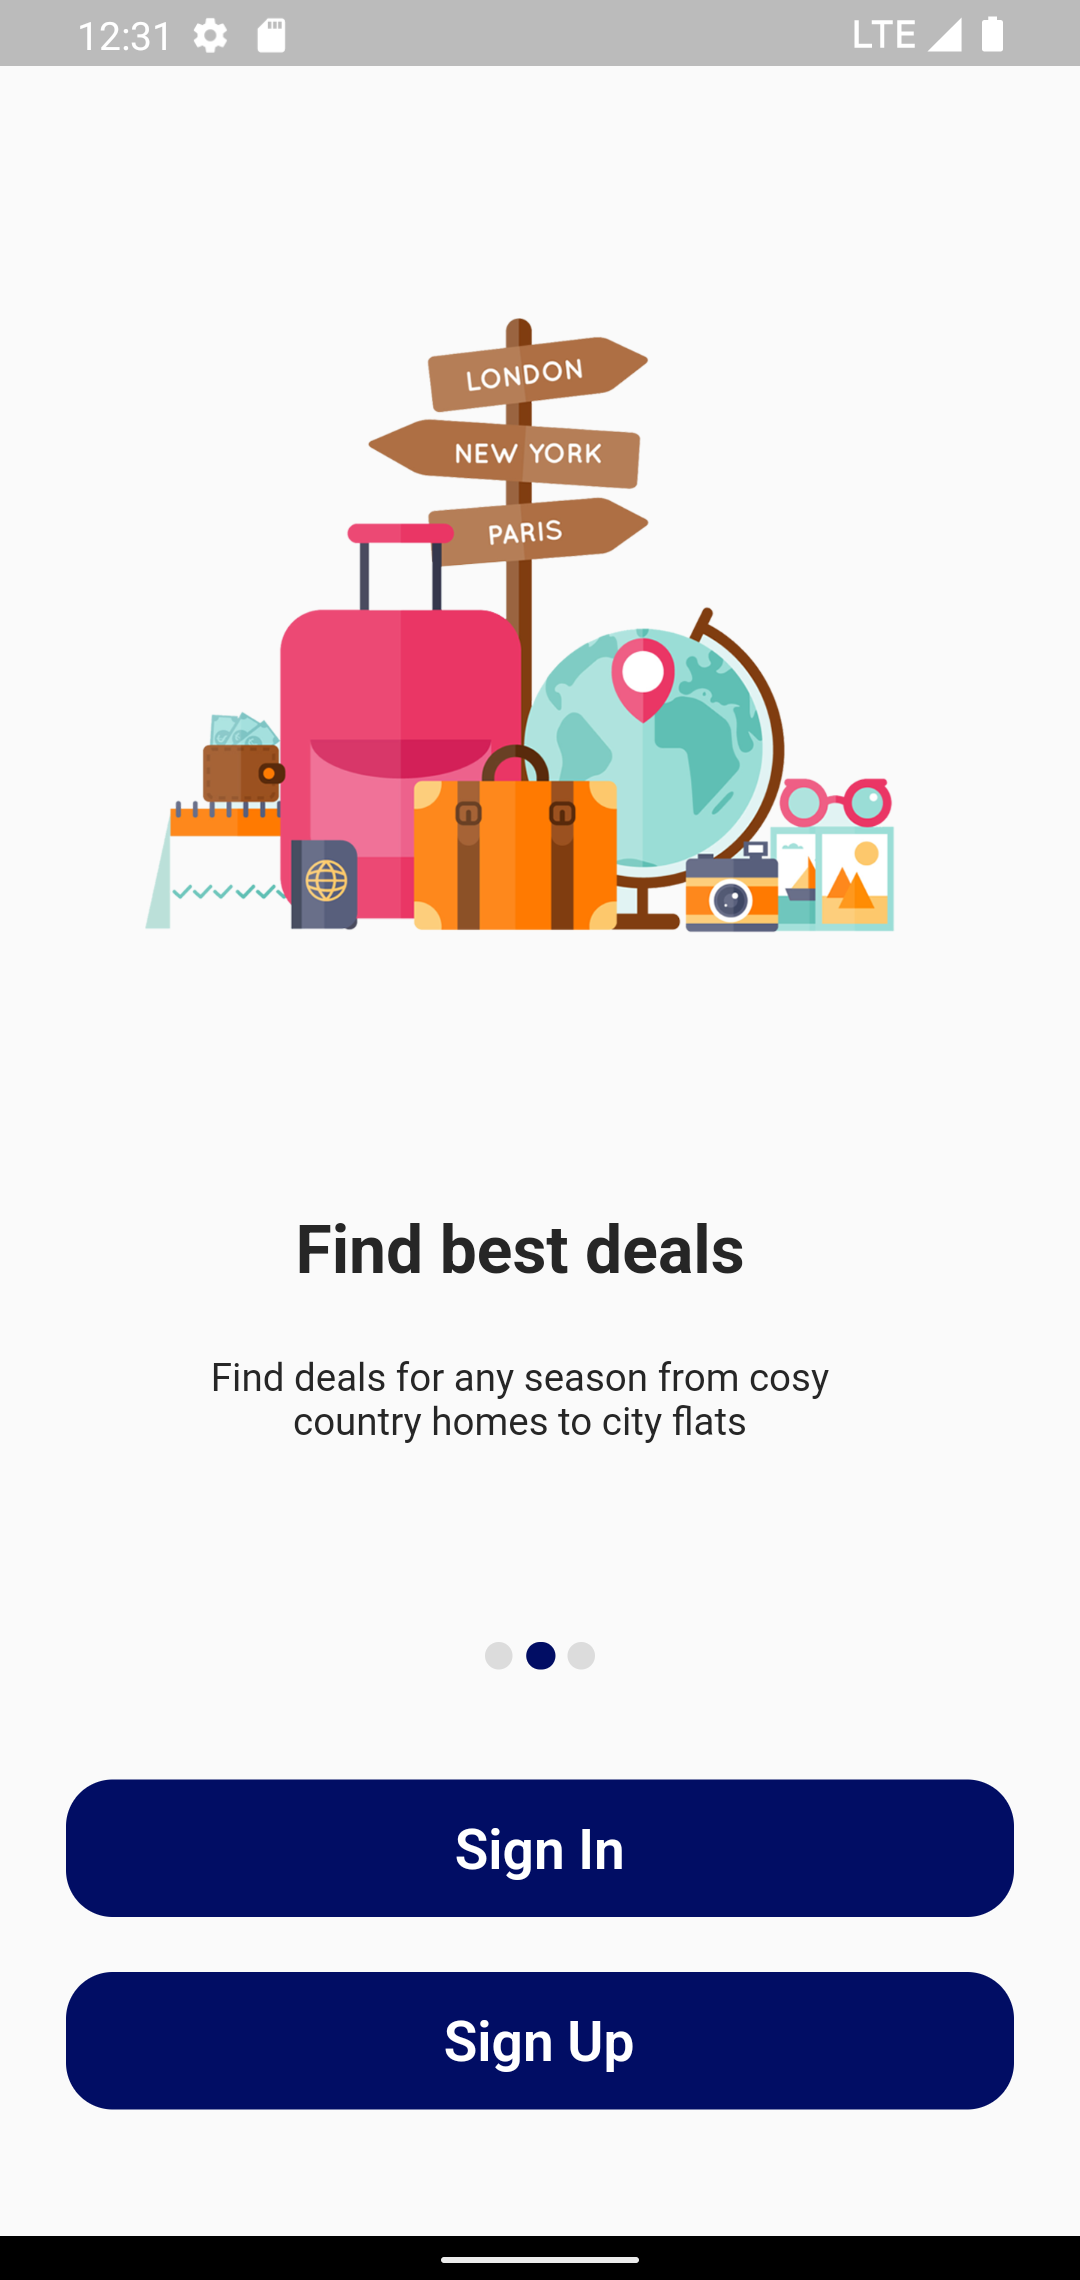 12:31 LTE
LONDON
NEW YORK
PARIS
Find best deals
Find deals for any season from cosy
country homes to city flats
Sign In
Sign Up